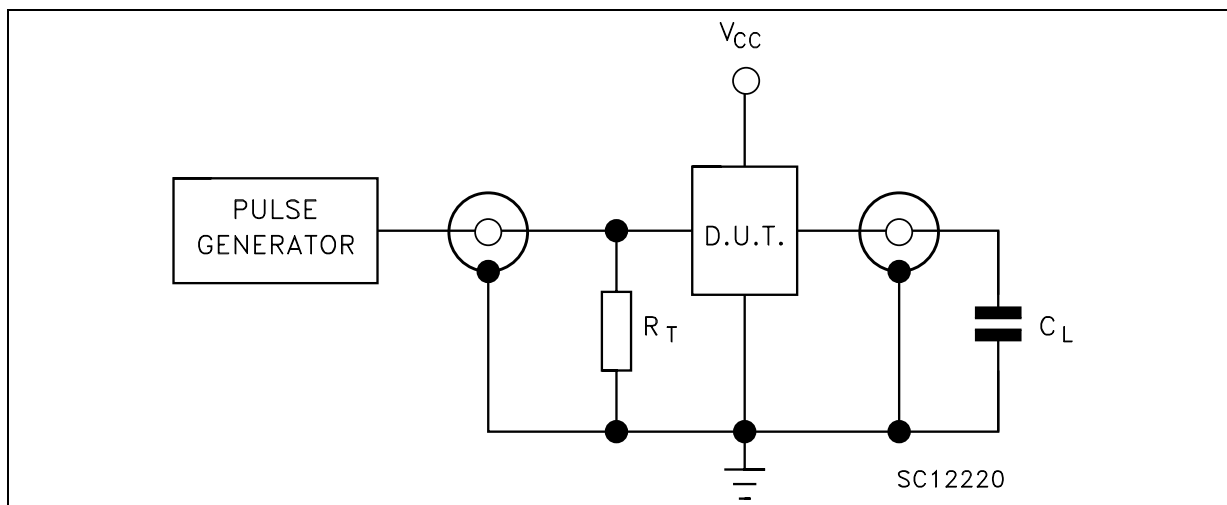 VCC
PULSE
GENERATOR
D.U.T.
RT
CL
SC12220